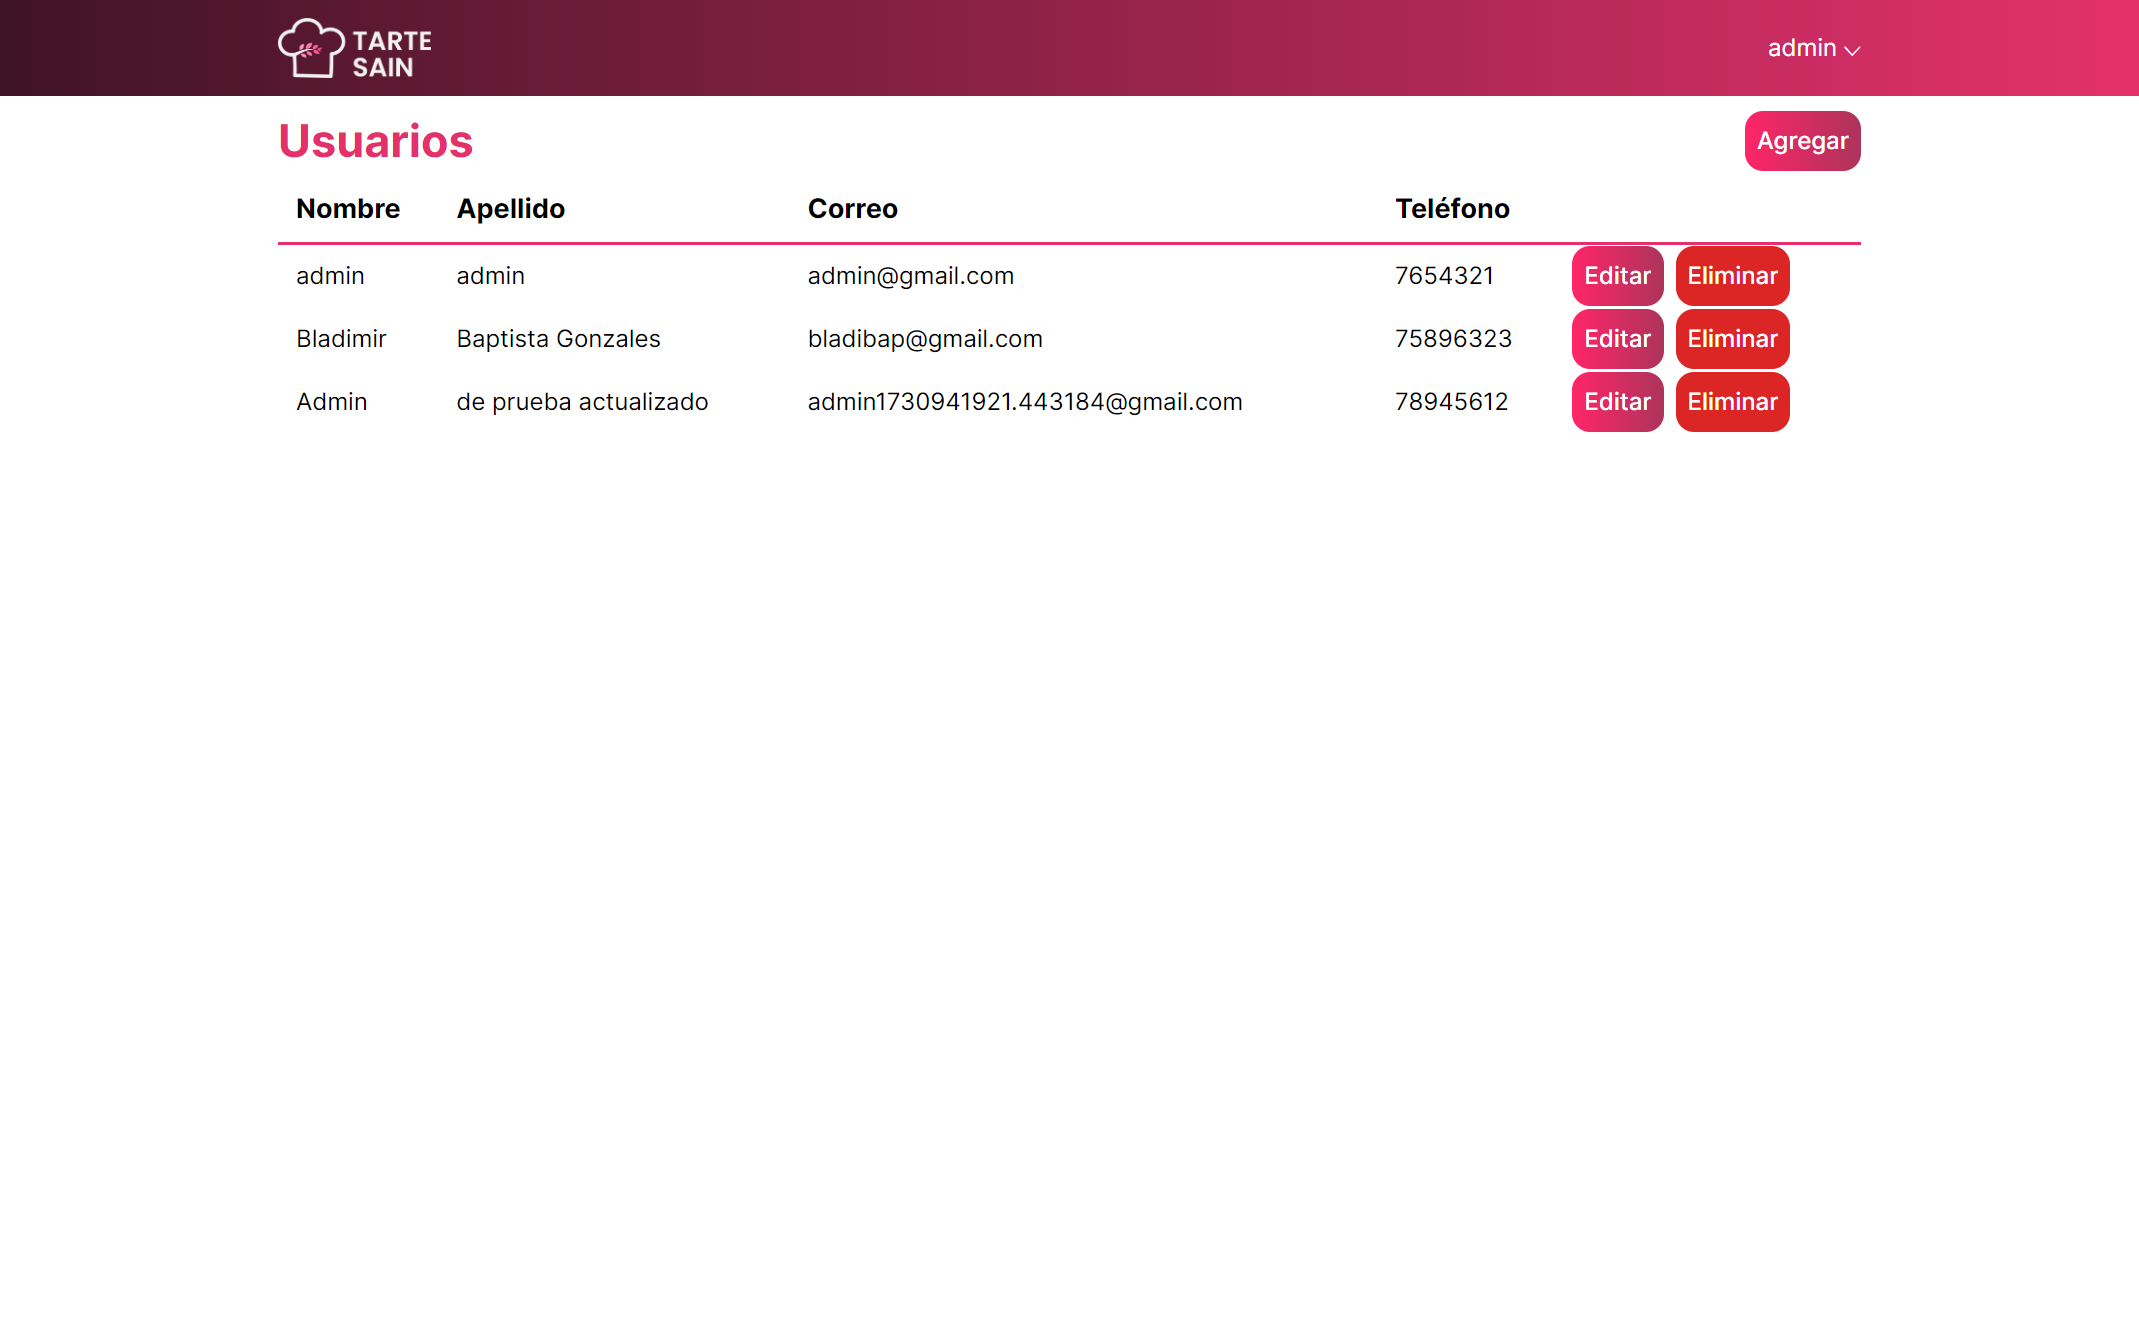 TARTE
SAIN
admin
Usuarios
Agregar
Nombre Apellido Correo Teléfono
admin admin admin@gmail.com 7654321 Editar Eliminar
Bladimir Baptista Gonzales bladibap@gmail.com 75896323 Editar Eliminar
Admin de prueba actualizado admin1730941921.443184@gmail.com 78945612 Editar Eliminar